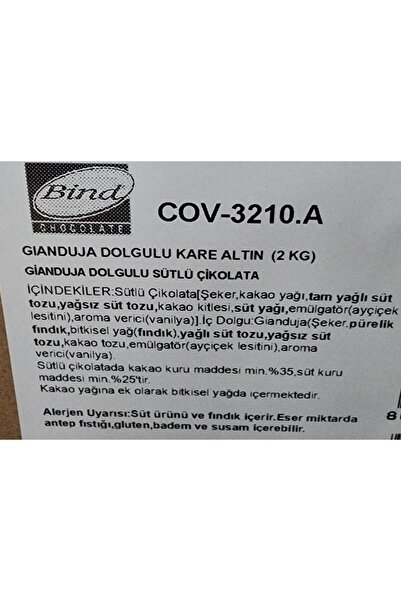 Bind
CHOCOLATE
COV-3210.A
GIANDUJA DOLGULU KARE ALTIN (2 KG)
GİANDUJA DOLGULU SÜTLÜ ÇİKOLATA
İÇİNDEKİLER:Sütlü Çikolata[Şeker,kakao yağı,tam yağlı süt
tozu,yağsız süt tozu,kakao kitlesi,süt yağı,emülgatör(ayçiçek
lesitini),aroma verici(vanilya)].İç Dolgu:Gianduja(Şeker,pürelik
fındık,bitkisel yağ(fındık),yağlı süt tozu,yağsız süt
tozu,kakao tozu,emülgatör(ayçiçek lesitini),aroma
verici(vanilya).
Sütlü çikolatada kakao kuru maddesi min.%35,süt kuru
maddesi min.%25'tir.
Kakao yağına ek olarak bitkisel yağda içermektedir.
Alerjen Uyarısı:Süt ürünü ve fındık içerir.Eser miktarda
antep fıstığı,gluten,badem ve susam içerebilir.
8